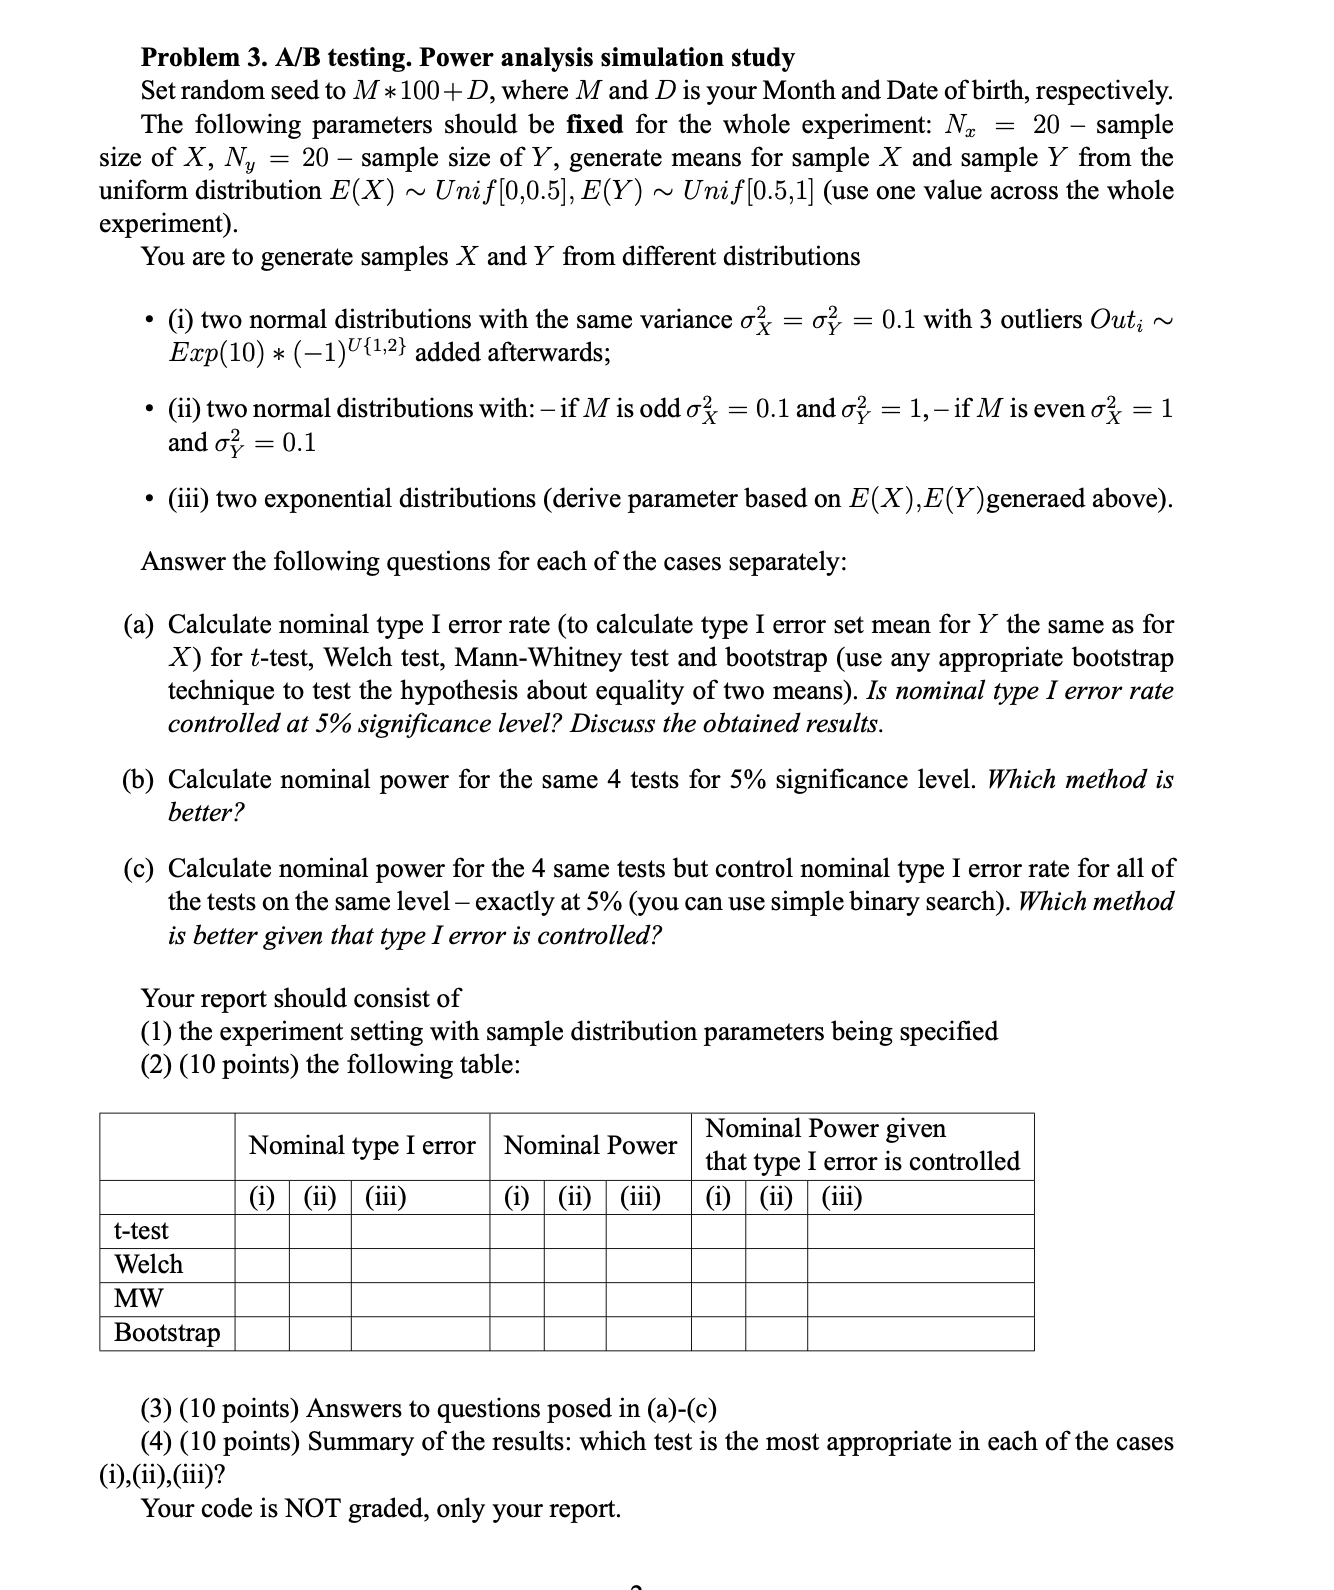 Problem 3. A/B testing. Power analysis simulation study
Set random seed to M ∗ 100 + D, where M and D is your Month and Date of birth, respectively.
The following parameters should be fixed for the whole experiment: Nₓ = 20 – sample
size of X, N_y = 20 – sample size of Y, generate means for sample X and sample Y from the
uniform distribution E(X) ∼ Unif[0,0.5], E(Y) ∼ Unif[0.5,1] (use one value across the whole
experiment).
You are to generate samples X and Y from different distributions
• (i) two normal distributions with the same variance σ²_X = σ²_Y = 0.1 with 3 outliers Out_i ∼
Exp(10) ∗ (−1)^U{1,2} added afterwards;
• (ii) two normal distributions with: – if M is odd σ²_X = 0.1 and σ²_Y = 1, – if M is even σ²_X = 1
and σ²_Y = 0.1
• (iii) two exponential distributions (derive parameter based on E(X),E(Y)generaed above).
Answer the following questions for each of the cases separately:
(a) Calculate nominal type I error rate (to calculate type I error set mean for Y the same as for
X) for t-test, Welch test, Mann-Whitney test and bootstrap (use any appropriate bootstrap
technique to test the hypothesis about equality of two means). Is nominal type I error rate
controlled at 5% significance level? Discuss the obtained results.
(b) Calculate nominal power for the same 4 tests for 5% significance level. Which method is
better?
(c) Calculate nominal power for the 4 same tests but control nominal type I error rate for all of
the tests on the same level – exactly at 5% (you can use simple binary search). Which method
is better given that type I error is controlled?
Your report should consist of
(1) the experiment setting with sample distribution parameters being specified
(2) (10 points) the following table:
Nominal type I error Nominal Power Nominal Power given
that type I error is controlled
(i) (ii) (iii) (i) (ii) (iii) (i) (ii) (iii)
t-test
Welch
MW
Bootstrap
(3) (10 points) Answers to questions posed in (a)-(c)
(4) (10 points) Summary of the results: which test is the most appropriate in each of the cases
(i),(ii),(iii)?
Your code is NOT graded, only your report.